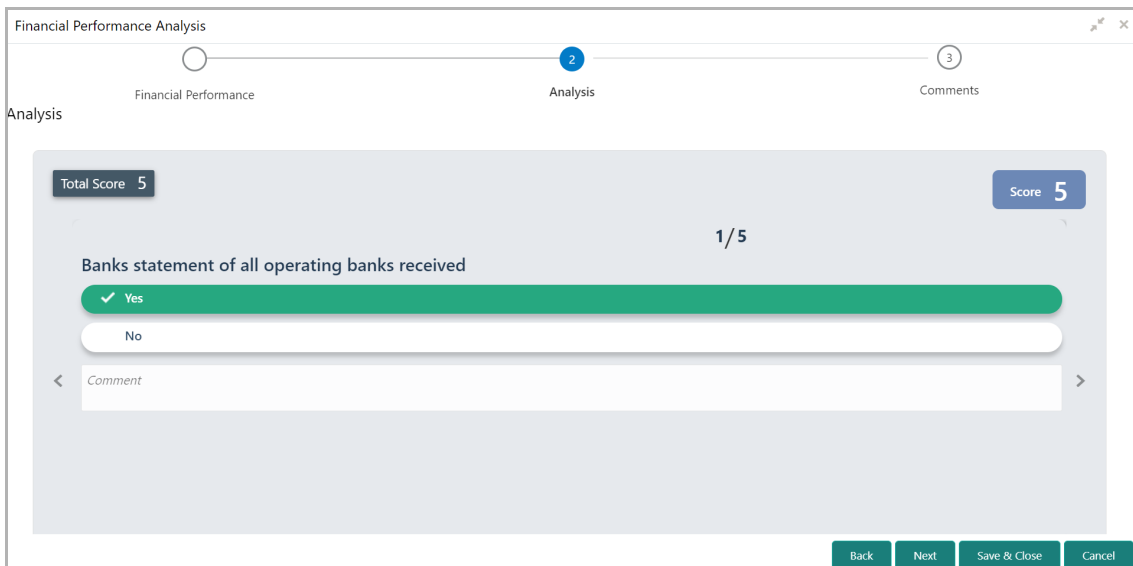 Financial Performance Analysis
2
3
Financial Performance
Analysis
Comments
Analysis
Total Score 5
Score 5
1/5
Banks statement of all operating banks received
Yes
No
Comment
Back
Next
Save & Close
Cancel